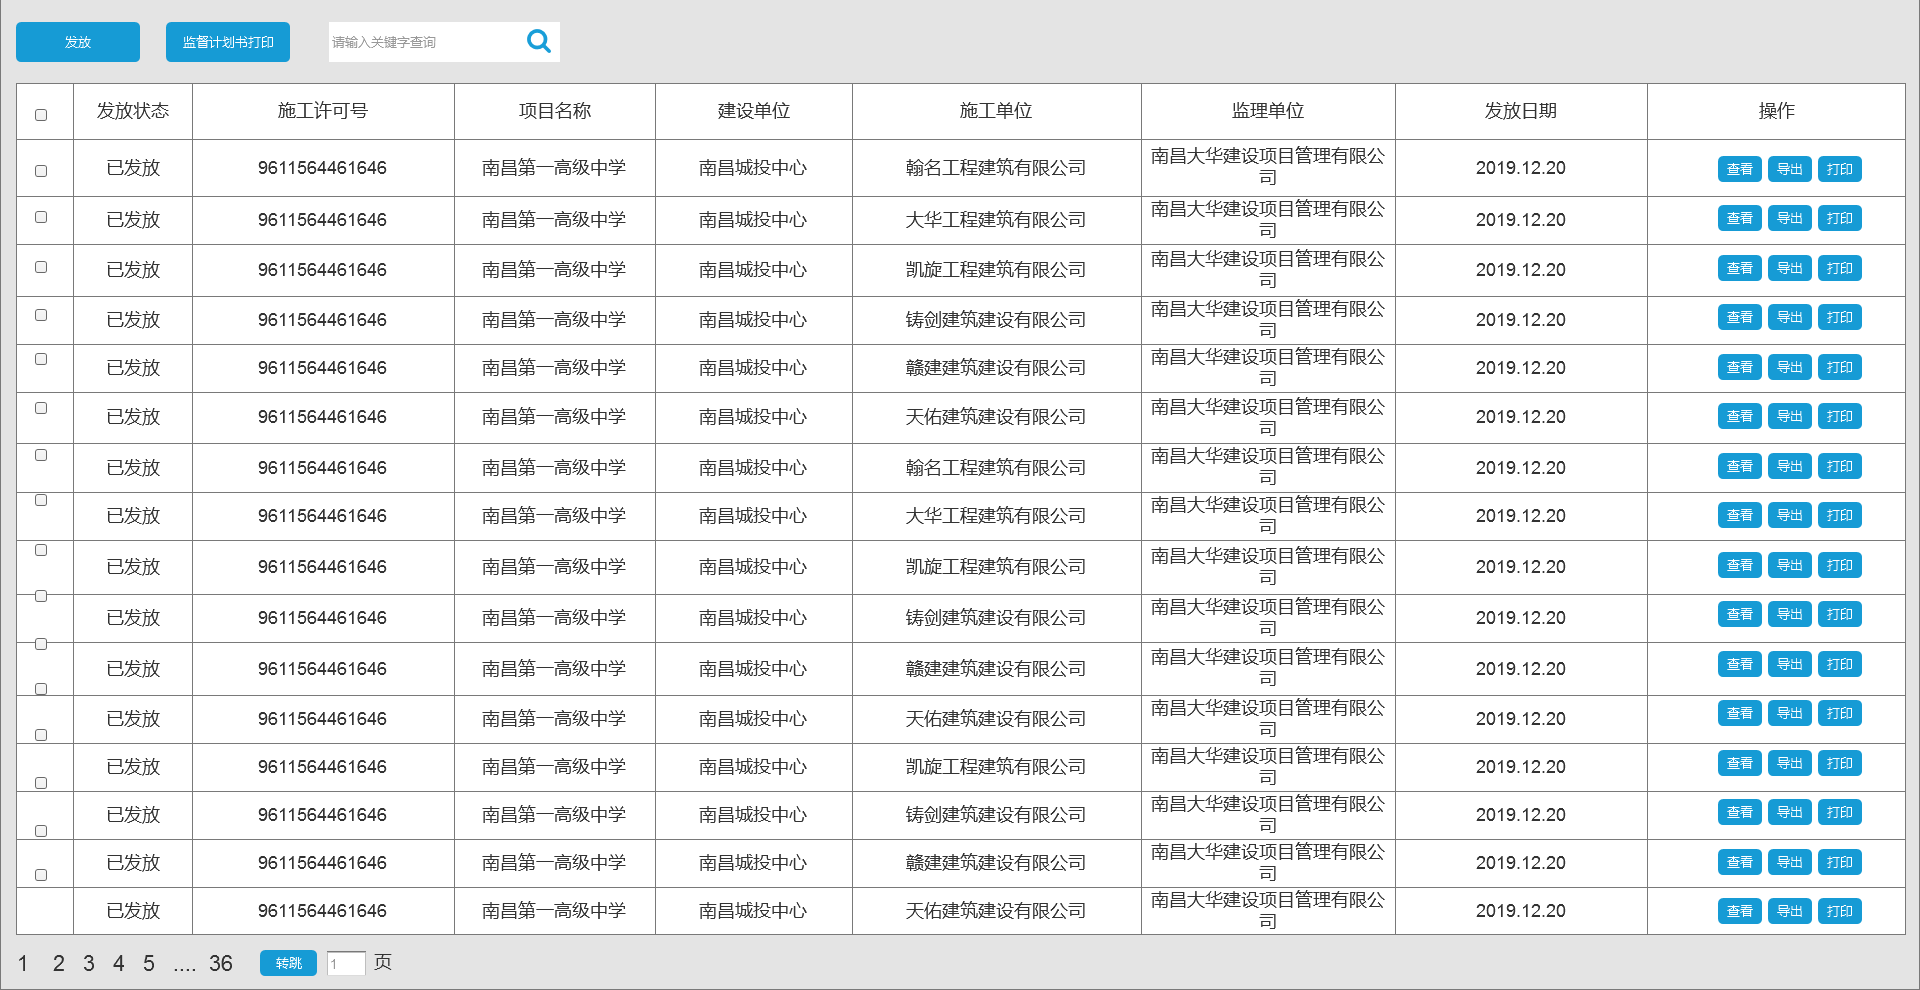 发放 监督计划书打印 请输入关键字查询
发放状态 施工许可号 项目名称 建设单位 施工单位 监理单位 发放日期 操作
已发放 9611564461646 南昌第一高级中学 南昌城投中心 翰名工程建筑有限公司 南昌大华建设项目管理有限公司 2019.12.20 查看 导出 打印
已发放 9611564461646 南昌第一高级中学 南昌城投中心 大华工程建筑有限公司 南昌大华建设项目管理有限公司 2019.12.20 查看 导出 打印
已发放 9611564461646 南昌第一高级中学 南昌城投中心 凯旋工程建筑有限公司 南昌大华建设项目管理有限公司 2019.12.20 查看 导出 打印
已发放 9611564461646 南昌第一高级中学 南昌城投中心 铸剑建筑建设有限公司 南昌大华建设项目管理有限公司 2019.12.20 查看 导出 打印
已发放 9611564461646 南昌第一高级中学 南昌城投中心 赣建建筑建设有限公司 南昌大华建设项目管理有限公司 2019.12.20 查看 导出 打印
已发放 9611564461646 南昌第一高级中学 南昌城投中心 天佑建筑建设有限公司 南昌大华建设项目管理有限公司 2019.12.20 查看 导出 打印
已发放 9611564461646 南昌第一高级中学 南昌城投中心 翰名工程建筑有限公司 南昌大华建设项目管理有限公司 2019.12.20 查看 导出 打印
已发放 9611564461646 南昌第一高级中学 南昌城投中心 大华工程建筑有限公司 南昌大华建设项目管理有限公司 2019.12.20 查看 导出 打印
已发放 9611564461646 南昌第一高级中学 南昌城投中心 凯旋工程建筑有限公司 南昌大华建设项目管理有限公司 2019.12.20 查看 导出 打印
已发放 9611564461646 南昌第一高级中学 南昌城投中心 铸剑建筑建设有限公司 南昌大华建设项目管理有限公司 2019.12.20 查看 导出 打印
已发放 9611564461646 南昌第一高级中学 南昌城投中心 赣建建筑建设有限公司 南昌大华建设项目管理有限公司 2019.12.20 查看 导出 打印
已发放 9611564461646 南昌第一高级中学 南昌城投中心 天佑建筑建设有限公司 南昌大华建设项目管理有限公司 2019.12.20 查看 导出 打印
已发放 9611564461646 南昌第一高级中学 南昌城投中心 凯旋工程建筑有限公司 南昌大华建设项目管理有限公司 2019.12.20 查看 导出 打印
已发放 9611564461646 南昌第一高级中学 南昌城投中心 铸剑建筑建设有限公司 南昌大华建设项目管理有限公司 2019.12.20 查看 导出 打印
已发放 9611564461646 南昌第一高级中学 南昌城投中心 赣建建筑建设有限公司 南昌大华建设项目管理有限公司 2019.12.20 查看 导出 打印
已发放 9611564461646 南昌第一高级中学 南昌城投中心 天佑建筑建设有限公司 南昌大华建设项目管理有限公司 2019.12.20 查看 导出 打印
1 2 3 4 5 .... 36 转跳 1 页